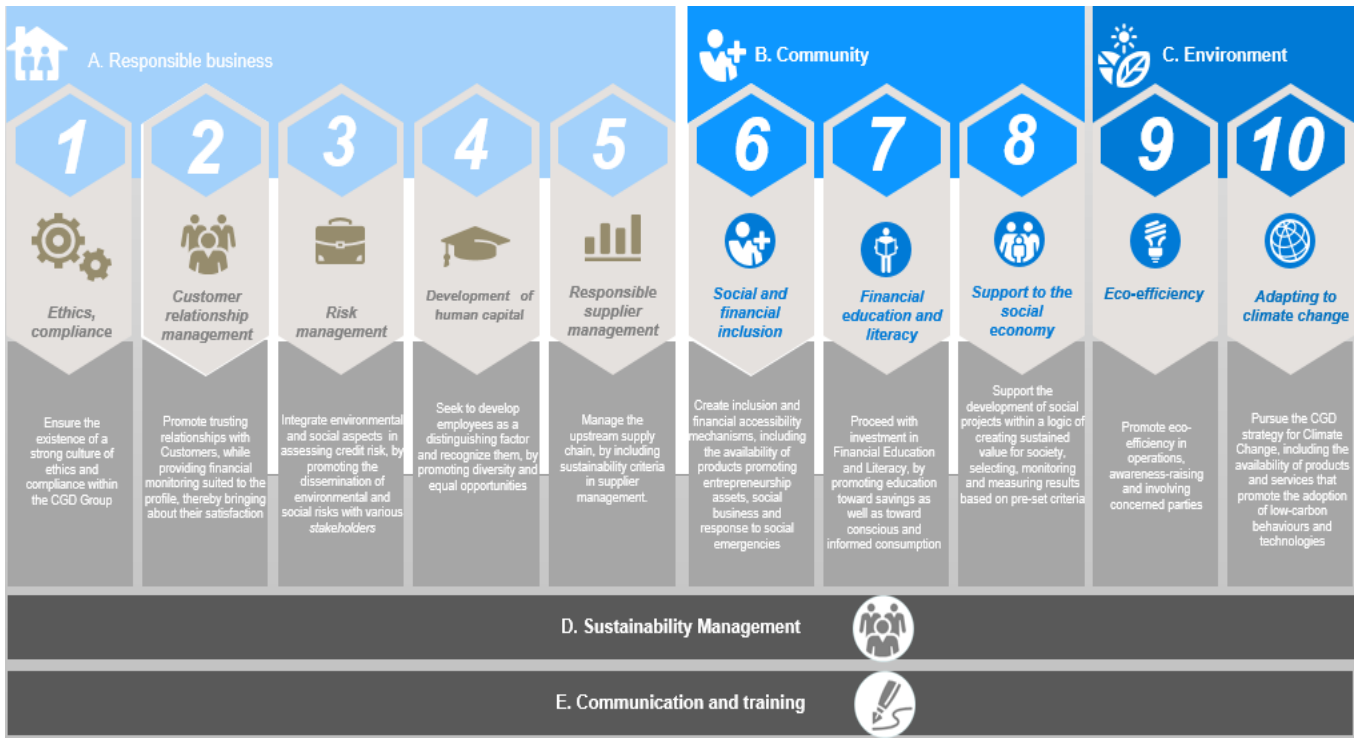 A. Responsible business
B. Community
C. Environment
1
2
3
4
5
6
7
8
9
10
Ethics,
compliance
Customer
relationship
management
Risk
management
Development of
human capital
Responsible
supplier
management
Social and
financial
inclusion
Financial
education and
literacy
Support to the
social
economy
Eco-efficiency
Adapting to
climate change
Ensure the
existence of a
strong culture of
ethics and
compliance within
the CGD Group
Promote trusting
relationships with
Customers, while
providing financial
monitoring suited to the
profile, thereby bringing
about their satisfaction
Integrate environmental
and social aspects in
assessing credit risk, by
promoting the
dissemination of
environmental and
social risks with various
stakeholders
Seek to develop
employees as a
distinguishing factor
and recognize them, by
promoting diversity and
equal opportunities
Manage the
upstream supply
chain, by including
sustainability criteria
in supplier
management.
Create inclusion and
financial accessibility
mechanisms, including
the availability of
products promoting
entrepreneurship
assets, social
business and
response to social
emergencies
Proceed with
investment in
Financial Education
and Literacy, by
promoting education
toward savings as
well as toward
conscious and
informed consumption
Support the
development of social
projects within a logic of
creating sustained
value for society,
selecting, monitoring
and measuring results
based on pre-set criteria
Promote eco-
efficiency in
operations,
awareness-raising
and involving
concerned parties
Pursue the CGD
strategy for Climate
Change, including the
availability of products
and services that
promote the adoption
of low-carbon
behaviours and
technologies
D. Sustainability Management
E. Communication and training